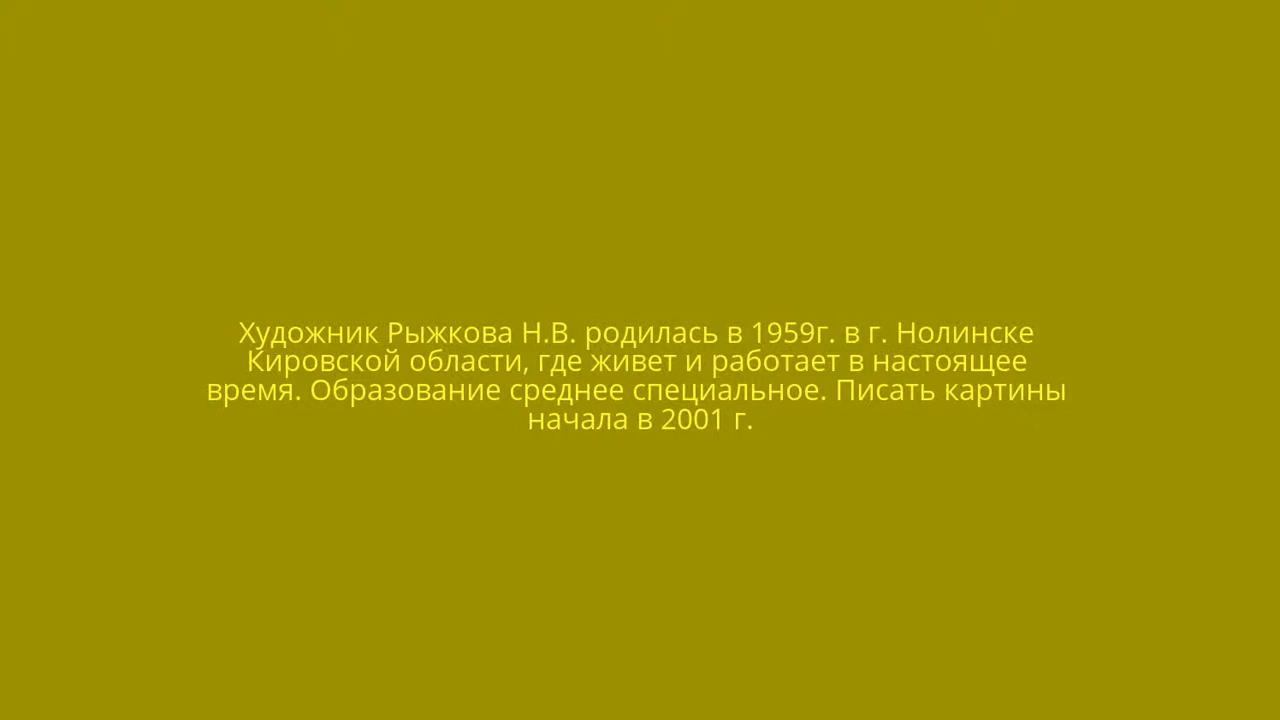 Художник Рыжкова Н.В. родилась в 1959г. в г. Нолинске
Кировской области, где живет и работает в настоящее
время. Образование среднее специальное. Писать картины
начала в 2001 г.